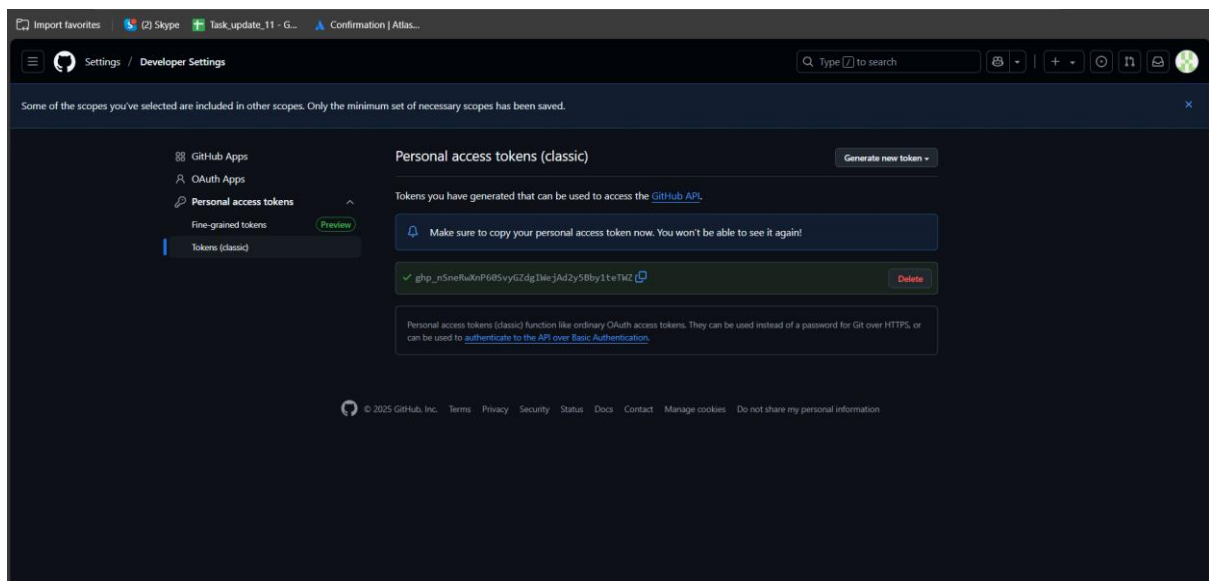 Import favorites (2) Skype Task_update_11 - G... Confirmation | Atlas...
Settings / Developer Settings Type / to search
Some of the scopes you've selected are included in other scopes. Only the minimum set of necessary scopes has been saved.
GitHub Apps
OAuth Apps
Personal access tokens
Fine-grained tokens Preview
Tokens (classic)
Personal access tokens (classic) Generate new token
Tokens you have generated that can be used to access the GitHub API.
Make sure to copy your personal access token now. You won't be able to see it again!
Delete
Personal access tokens (classic) function like ordinary OAuth access tokens. They can be used instead of a password for Git over HTTPS, or
can be used to authenticate to the API over Basic Authentication.
© 2025 GitHub, Inc. Terms Privacy Security Status Docs Contact Manage cookies Do not share my personal information